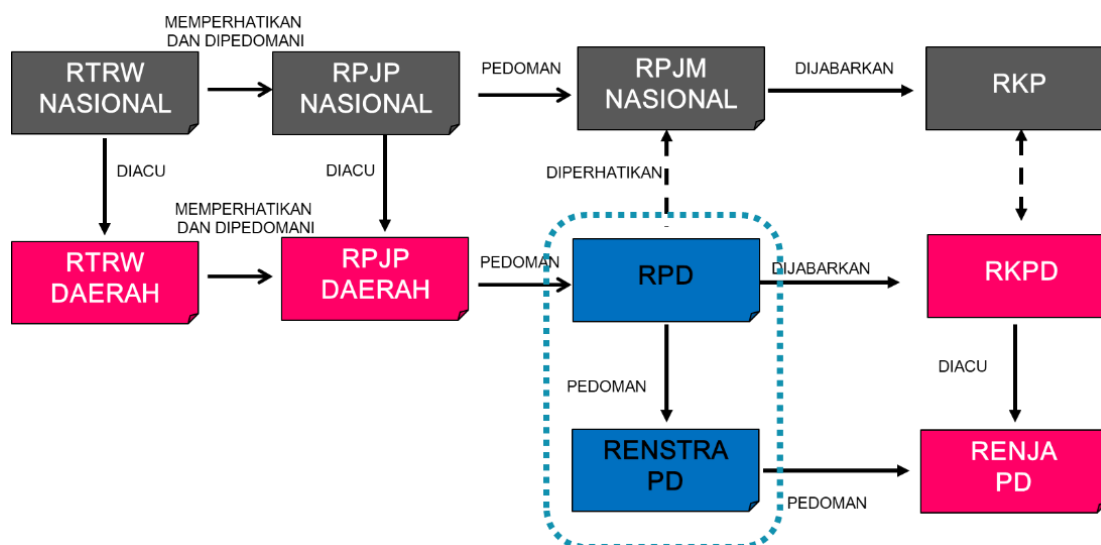 MEMPERHATIKAN
DAN DIPEDOMANI
RTRW
NASIONAL
RPJP
NASIONAL
PEDOMAN
RPJM
NASIONAL
DIJABARKAN
RKP
DIACU
DIACU
DIPERHATIKAN
MEMPERHATIKAN
DAN DIPEDOMANI
RTRW
DAERAH
RPJP
DAERAH
PEDOMAN
RPD
DIJABARKAN
RKPD
PEDOMAN
DIACU
RENSTRA
PD
PEDOMAN
RENJA
PD